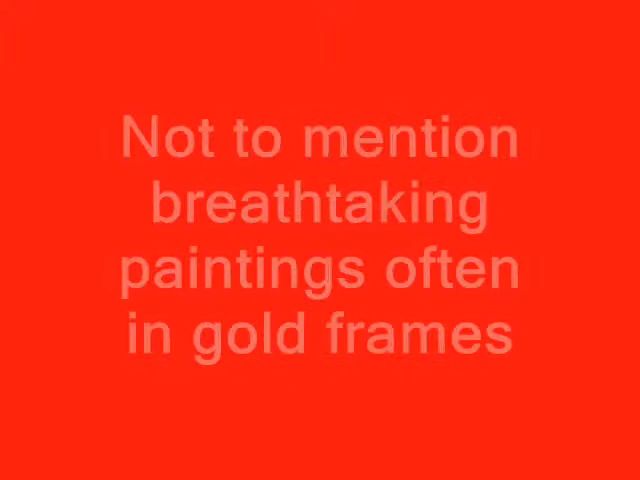 Not to mention
breathtaking
paintings often
in gold frames